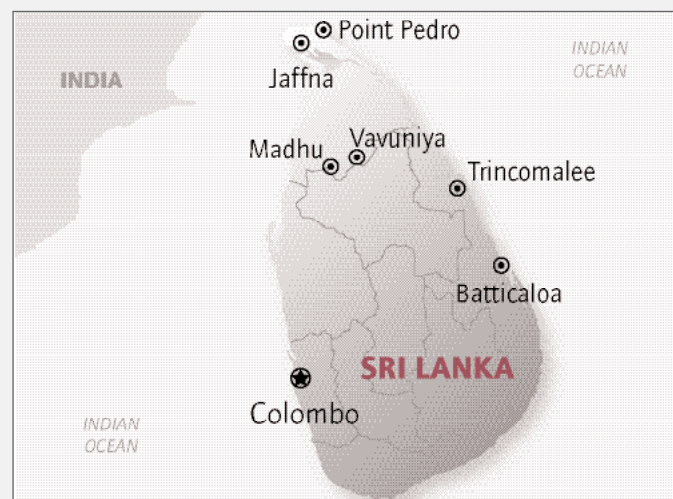 Point Pedro
INDIAN
OCEAN
INDIA
Jaffna
Vavuniya
Madhu
Trincomalee
Batticaloa
SRI LANKA
Colombo
INDIAN
OCEAN